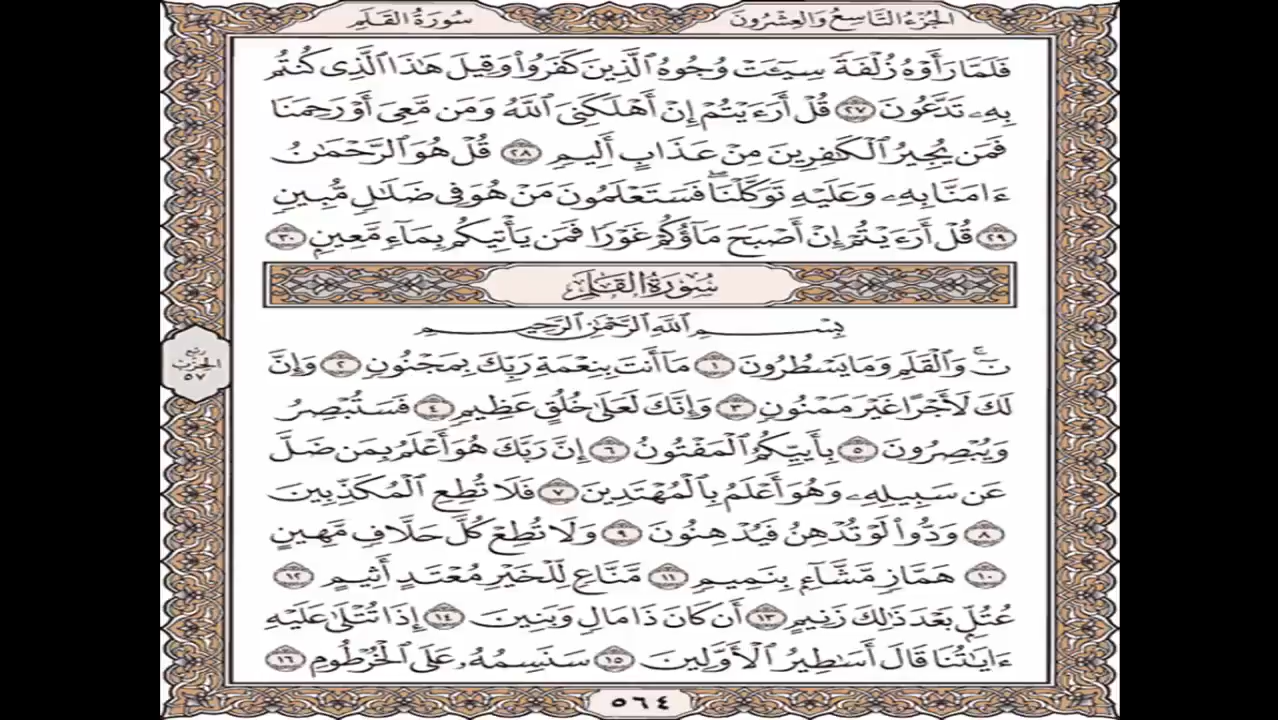 الجزء التاسع والعشرون
سورة القلم
فَلَمَّا رَأَوْهُ زُلْفَةً سِيـَٔتْ وُجُوهُ ٱلَّذِينَ كَفَرُوا۟ وَقِيلَ هَٰذَا ٱلَّذِى كُنتُم
بِهِۦ تَدَّعُونَ ٢٧ قُلْ أَرَءَيْتُمْ إِنْ أَهْلَكَنِىَ ٱللَّهُ وَمَن مَّعِىَ أَوْ رَحِمَنَا
فَمَن يُجِيرُ ٱلْكَٰفِرِينَ مِنْ عَذَابٍ أَلِيمٍ ٢٨ قُلْ هُوَ ٱلرَّحْمَٰنُ
ءَامَنَّا بِهِۦ وَعَلَيْهِ تَوَكَّلْنَا ۖ فَسَتَعْلَمُونَ مَنْ هُوَ فِى ضَلَٰلٍ مُّبِينٍ
٢٩ قُلْ أَرَءَيْتُمْ إِنْ أَصْبَحَ مَآؤُكُمْ غَوْرًا فَمَن يَأْتِيكُم بِمَآءٍ مَّعِينٍۭ ٣٠
سُورَةُ القَلَمِ
بِسْمِ ٱللَّهِ ٱلرَّحْمَٰنِ ٱلرَّحِيمِ
نٓ ۚ وَٱلْقَلَمِ وَمَا يَسْطُرُونَ ١ مَآ أَنتَ بِنِعْمَةِ رَبِّكَ بِمَجْنُونٍ ٢ وَإِنَّ
لَكَ لَأَجْرًا غَيْرَ مَمْنُونٍ ٣ وَإِنَّكَ لَعَلَىٰ خُلُقٍ عَظِيمٍ ٤ فَسَتُبْصِرُ
وَيُبْصِرُونَ ٥ بِأَييِّكُمُ ٱلْمَفْتُونُ ٦ إِنَّ رَبَّكَ هُوَ أَعْلَمُ بِمَن ضَلَّ
عَن سَبِيلِهِۦ وَهُوَ أَعْلَمُ بِٱلْمُهْتَدِينَ ٧ فَلَا تُطِعِ ٱلْمُكَذِّبِينَ
٨ وَدُّوا۟ لَوْ تُدْهِنُ فَيُدْهِنُونَ ٩ وَلَا تُطِعْ كُلَّ حَلَّافٍ مَّهِينٍ
١٠ هَمَّازٍ مَّشَّآءٍۭ بِنَمِيمٍ ١١ مَّنَّاعٍ لِّلْخَيْرِ مُعْتَدٍ أَثِيمٍ ١٢
عُتُلٍّۭ بَعْدَ ذَٰلِكَ زَنِيمٍ ١٣ أَن كَانَ ذَا مَالٍ وَبَنِينَ ١٤ إِذَا تُتْلَىٰ عَلَيْهِ
ءَايَٰتُنَا قَالَ أَسَٰطِيرُ ٱلْأَوَّلِينَ ١٥ سَنَسِمُهُۥ عَلَى ٱلْخُرْطُومِ ١٦
ربع
الحزب
٥٧
٥٦٤